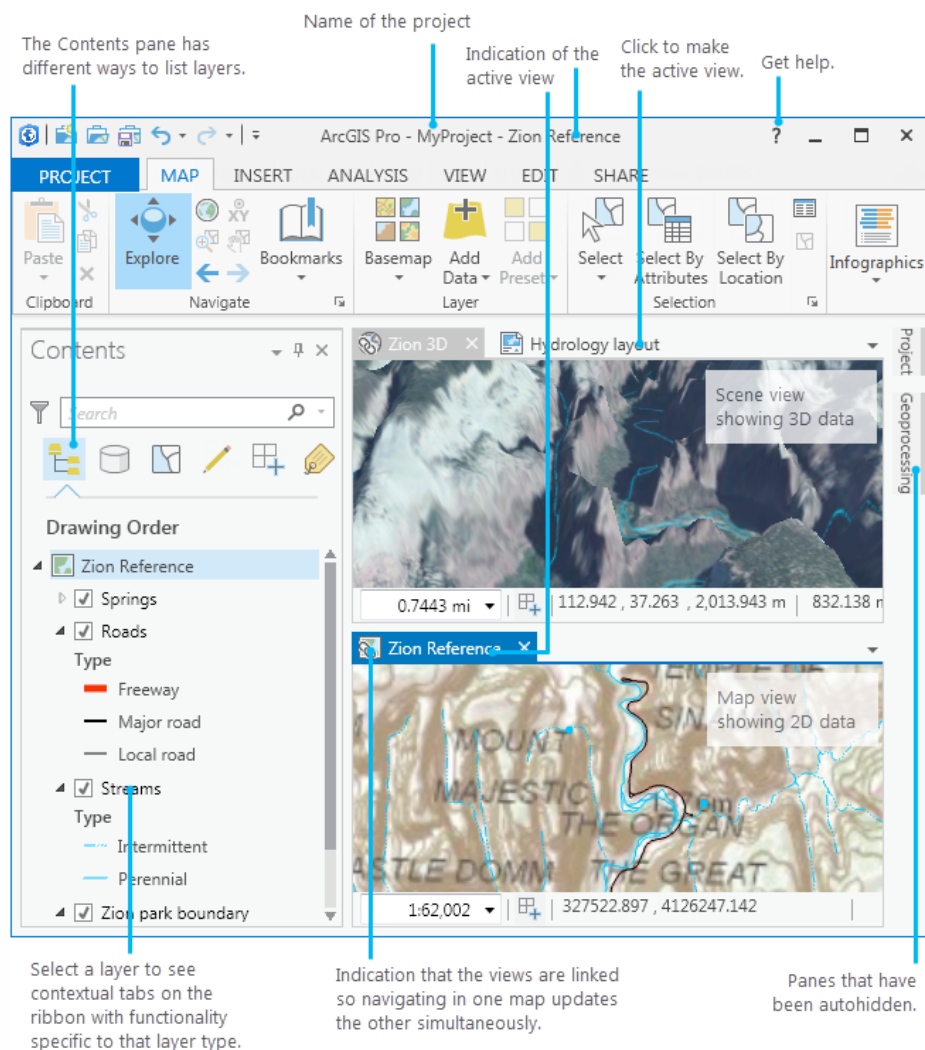 Name of the project
The Contents pane has
different ways to list layers.
Indication of the
active view
Click to make
the active view.
Get help.
ArcGIS Pro - MyProject - Zion Reference
?
PROJECT MAP INSERT ANALYSIS VIEW EDIT SHARE
Paste
Explore
XY
Bookmarks
Basemap
Add
Data
Add
Preset
Select
Select By
Attributes
Select By
Location
Infographics
Clipboard
Navigate
Layer
Selection
Contents
Search
Drawing Order
Zion Reference
Springs
Roads
Type
Freeway
Major road
Local road
Streams
Type
Intermittent
Perennial
Zion park boundary
Zion 3D
Hydrology layout
Scene view
showing 3D data
0.7443 mi
112.942 , 37.263 , 2,013.943 m
832.138
Project
Geoprocessing
Zion Reference
Map view
showing 2D data
TEMPLE OF
MOUNT
MAJESTIC
THE ORGAN
THE GREAT
1:62,002
327522.897 , 4126247.142
Select a layer to see
contextual tabs on the
ribbon with functionality
specific to that layer type.
Indication that the views are linked
so navigating in one map updates
the other simultaneously.
Panes that have
been autohidden.